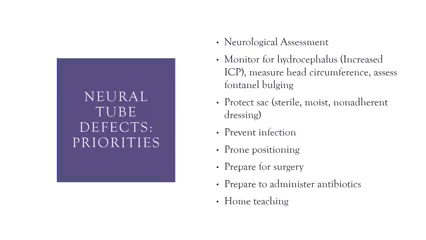 NEURAL
TUBE
DEFECTS:
PRIORITIES
• Neurological Assessment
• Monitor for hydrocephalus (Increased
ICP), measure head circumference, assess
fontanel bulging
• Protect sac (sterile, moist, nonadherent
dressing)
• Prevent infection
• Prone positioning
• Prepare for surgery
• Prepare to administer antibiotics
• Home teaching